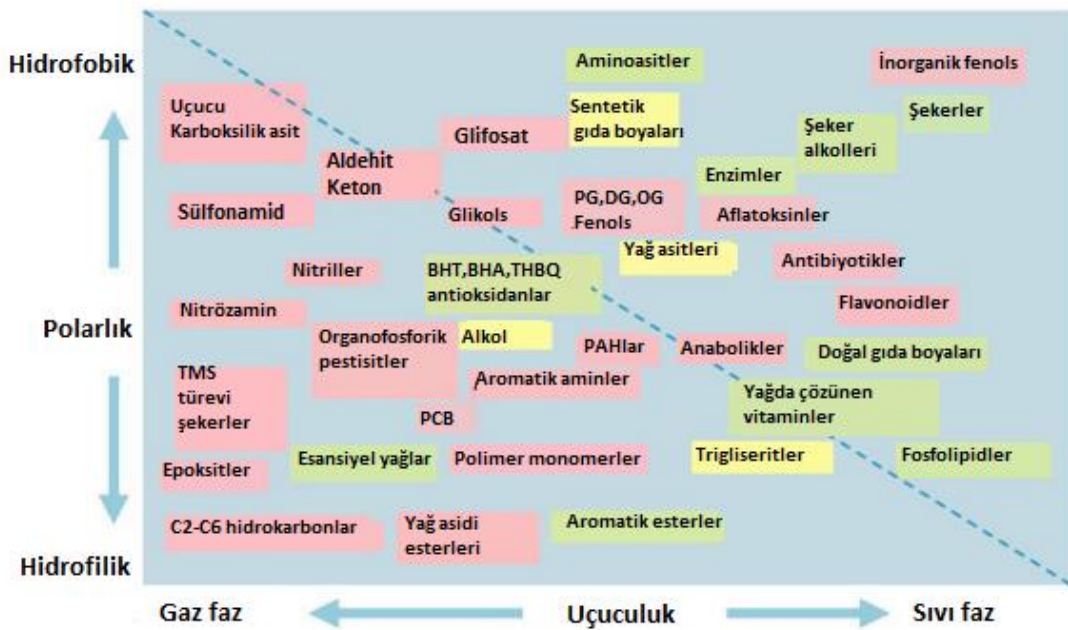 Hidrofobik
Aminoasitler
İnorganik fenols
Uçucu
Karboksilik asit
Sentetik
gıda boyaları
Şekerler
Şeker
alkolleri
Glifosat
Aldehit
Keton
Enzimler
Sülfonamid
Glikols
PG,DG,OG
Fenols
Aflatoksinler
Yağ asitleri
Nitriller
BHT,BHA,THBQ
antioksidanlar
Antibiyotikler
Nitrözamin
Flavonoidler
Polarlık
Organofosforik
pestisitler
Alkol
PAHlar
Anabolikler
Doğal gıda boyaları
TMS
türevi
şekerler
Aromatik aminler
Yağda çözünen
vitaminler
PCB
Epoksitler
Esansiyel yağlar
Polimer monomerler
Trigliseritler
Fosfolipidler
C2-C6 hidrokarbonlar
Yağ asidi
esterleri
Aromatik esterler
Hidrofilik
Gaz faz
Uçuculuk
Sıvı faz